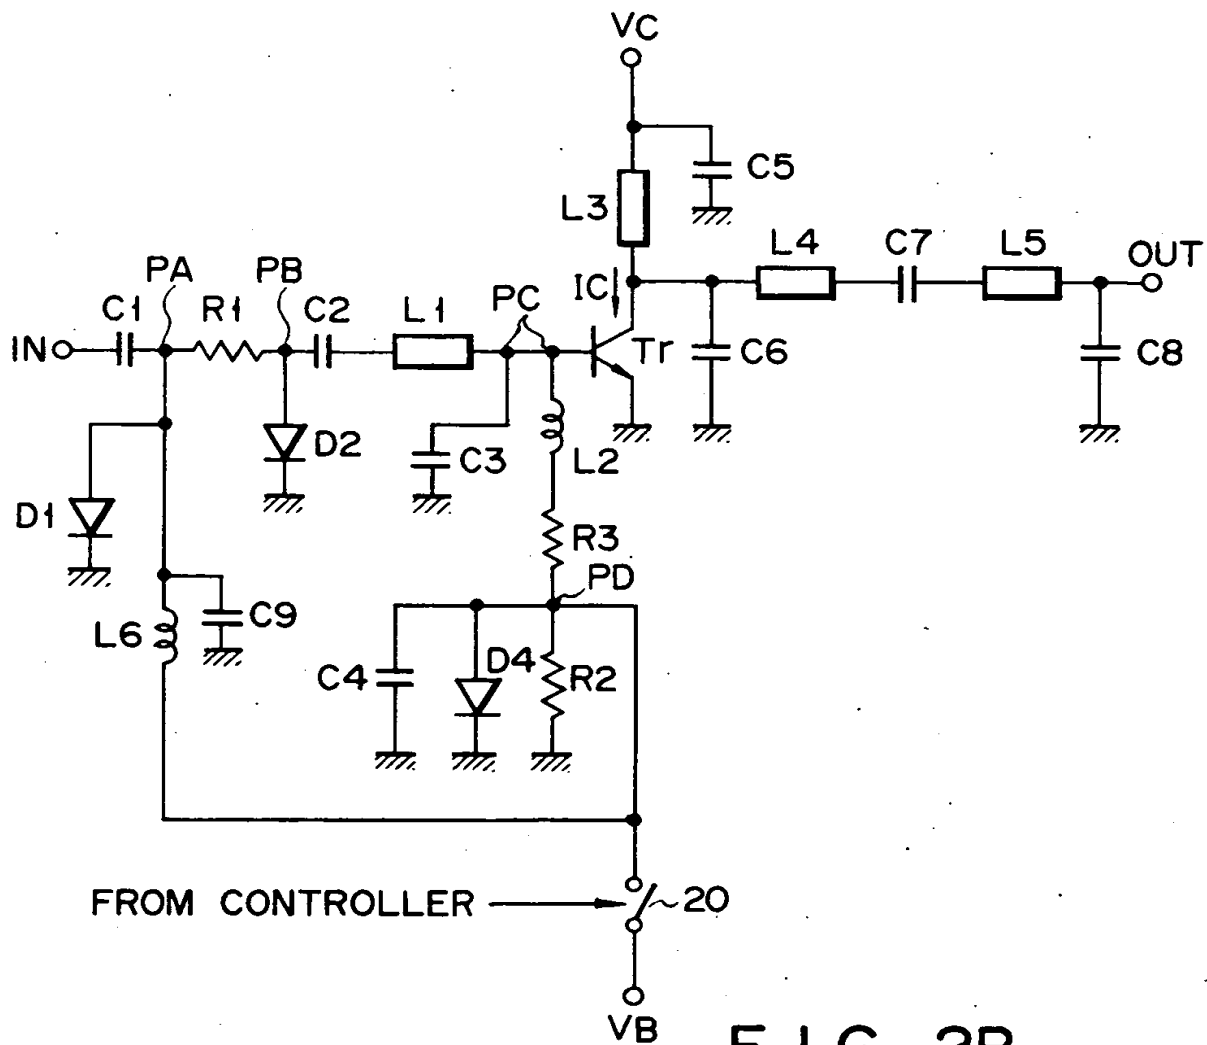 VC
C5
L3
L4
C7
L5
OUT
PA
PB
PC
IC
C1
R1
C2
L1
IN
Tr
C6
C8
D2
C3
L2
D1
R3
PD
C9
L6
D4
C4
R2
FROM CONTROLLER
20
VB